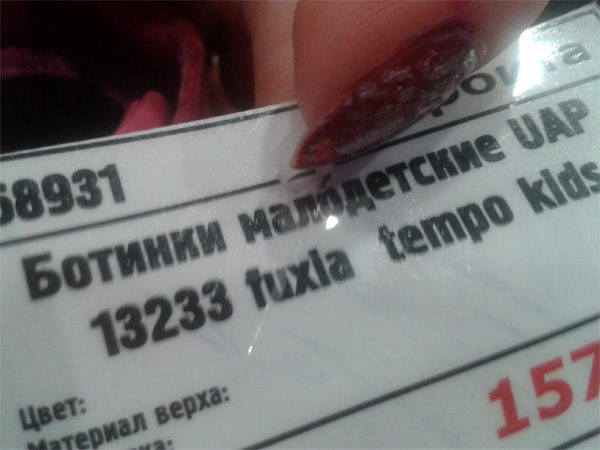 58931
Ботинки малодетские UAP
13233 fuxia tempo kids
Цвет:
Материал верха:
157